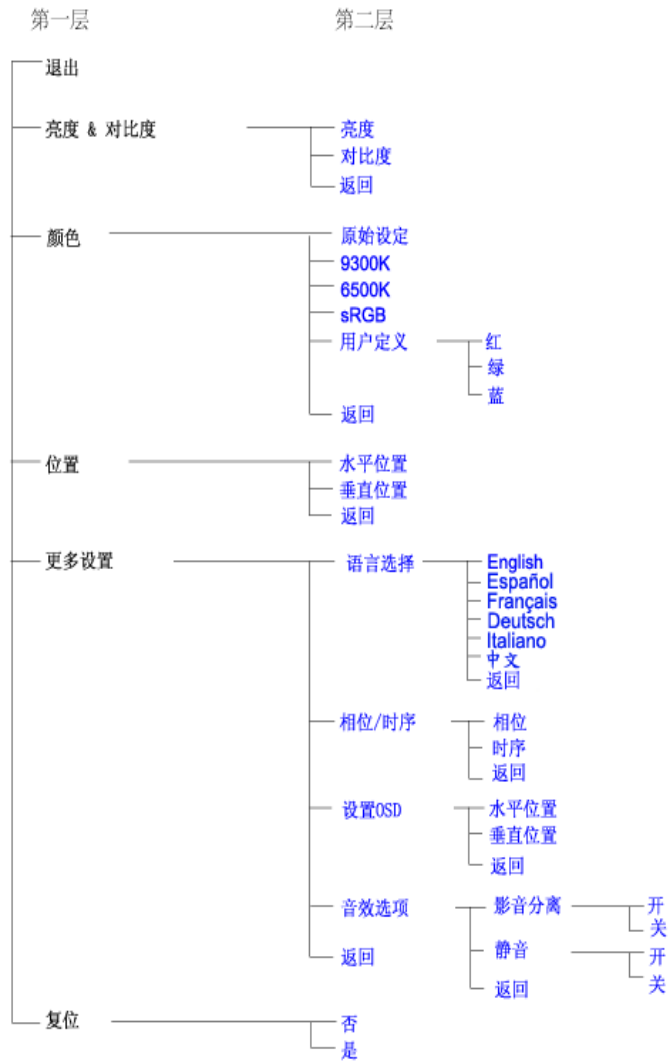 第一层 第二层
退出
亮度 & 对比度 亮度
对比度
返回
颜色 原始设定
9300K
6500K
sRGB
用户定义 红
绿
蓝
返回
位置 水平位置
垂直位置
返回
更多设置 语言选择 English
Español
Français
Deutsch
Italiano
中文
返回
相位/时序 相位
时序
返回
设置OSD 水平位置
垂直位置
返回
音效选项 影音分离 开
关
返回 静音 开
返回 关
复位 否
是